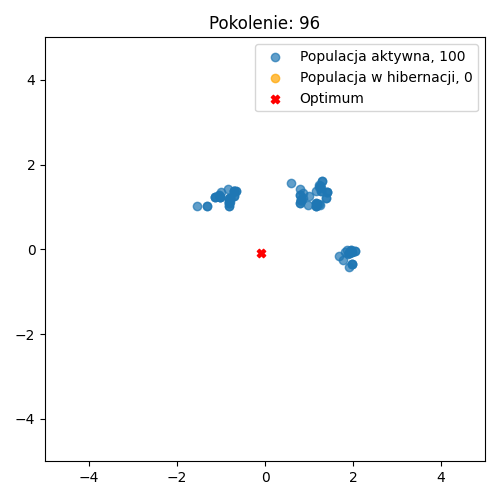 Pokolenie: 96
Populacja aktywna, 100
Populacja w hibernacji, 0
Optimum
4
2
0
−2
−4
−4 −2 0 2 4